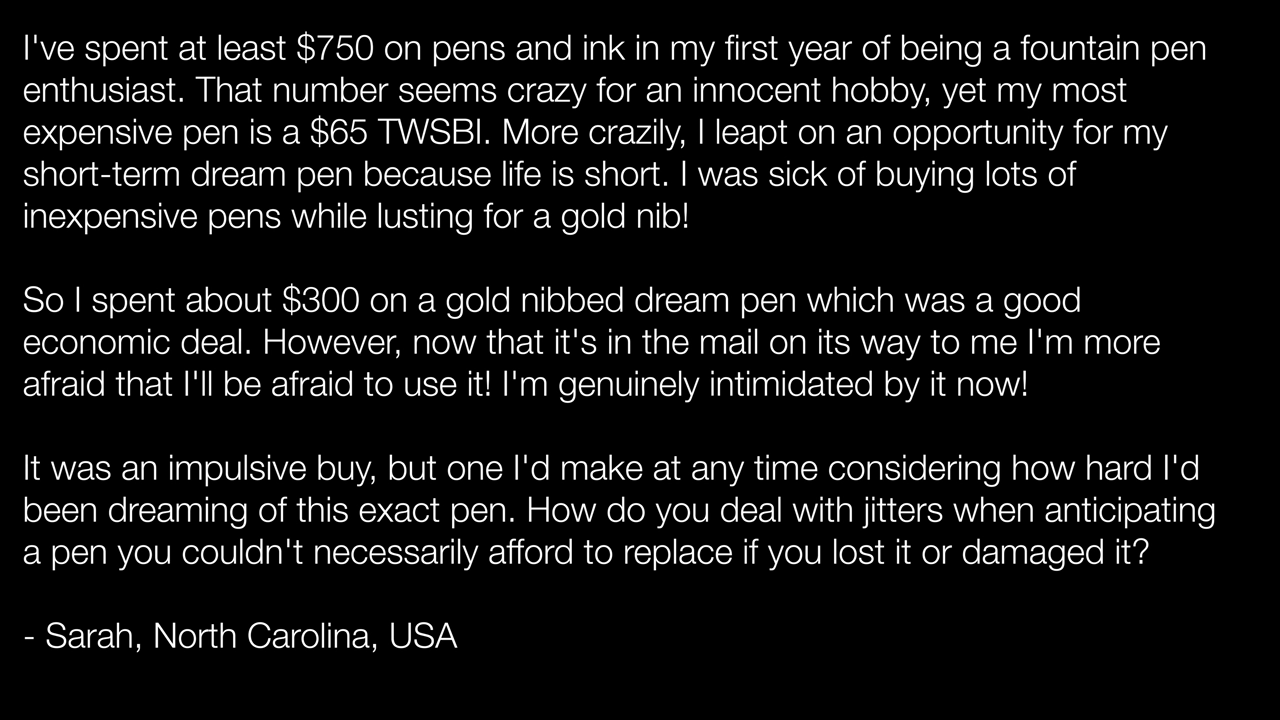 I've spent at least $750 on pens and ink in my first year of being a fountain pen
enthusiast. That number seems crazy for an innocent hobby, yet my most
expensive pen is a $65 TWSBI. More crazily, I leapt on an opportunity for my
short-term dream pen because life is short. I was sick of buying lots of
inexpensive pens while lusting for a gold nib!
So I spent about $300 on a gold nibbed dream pen which was a good
economic deal. However, now that it's in the mail on its way to me I'm more
afraid that I'll be afraid to use it! I'm genuinely intimidated by it now!
It was an impulsive buy, but one I'd make at any time considering how hard I'd
been dreaming of this exact pen. How do you deal with jitters when anticipating
a pen you couldn't necessarily afford to replace if you lost it or damaged it?
- Sarah, North Carolina, USA